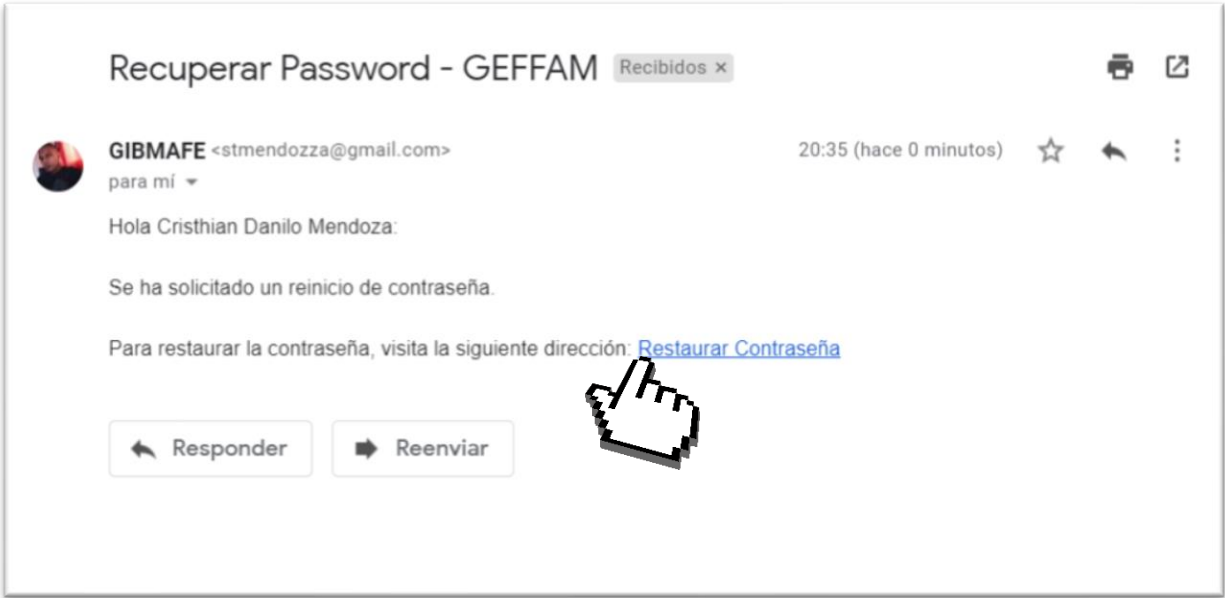 Recuperar Password - GEFFAM Recibidos ×
GIBMAFE <stmendozza@gmail.com> 20:35 (hace 0 minutos)
para mí
Hola Cristhian Danilo Mendoza:
Se ha solicitado un reinicio de contraseña.
Para restaurar la contraseña, visita la siguiente dirección: Restaurar Contraseña
Responder Reenviar